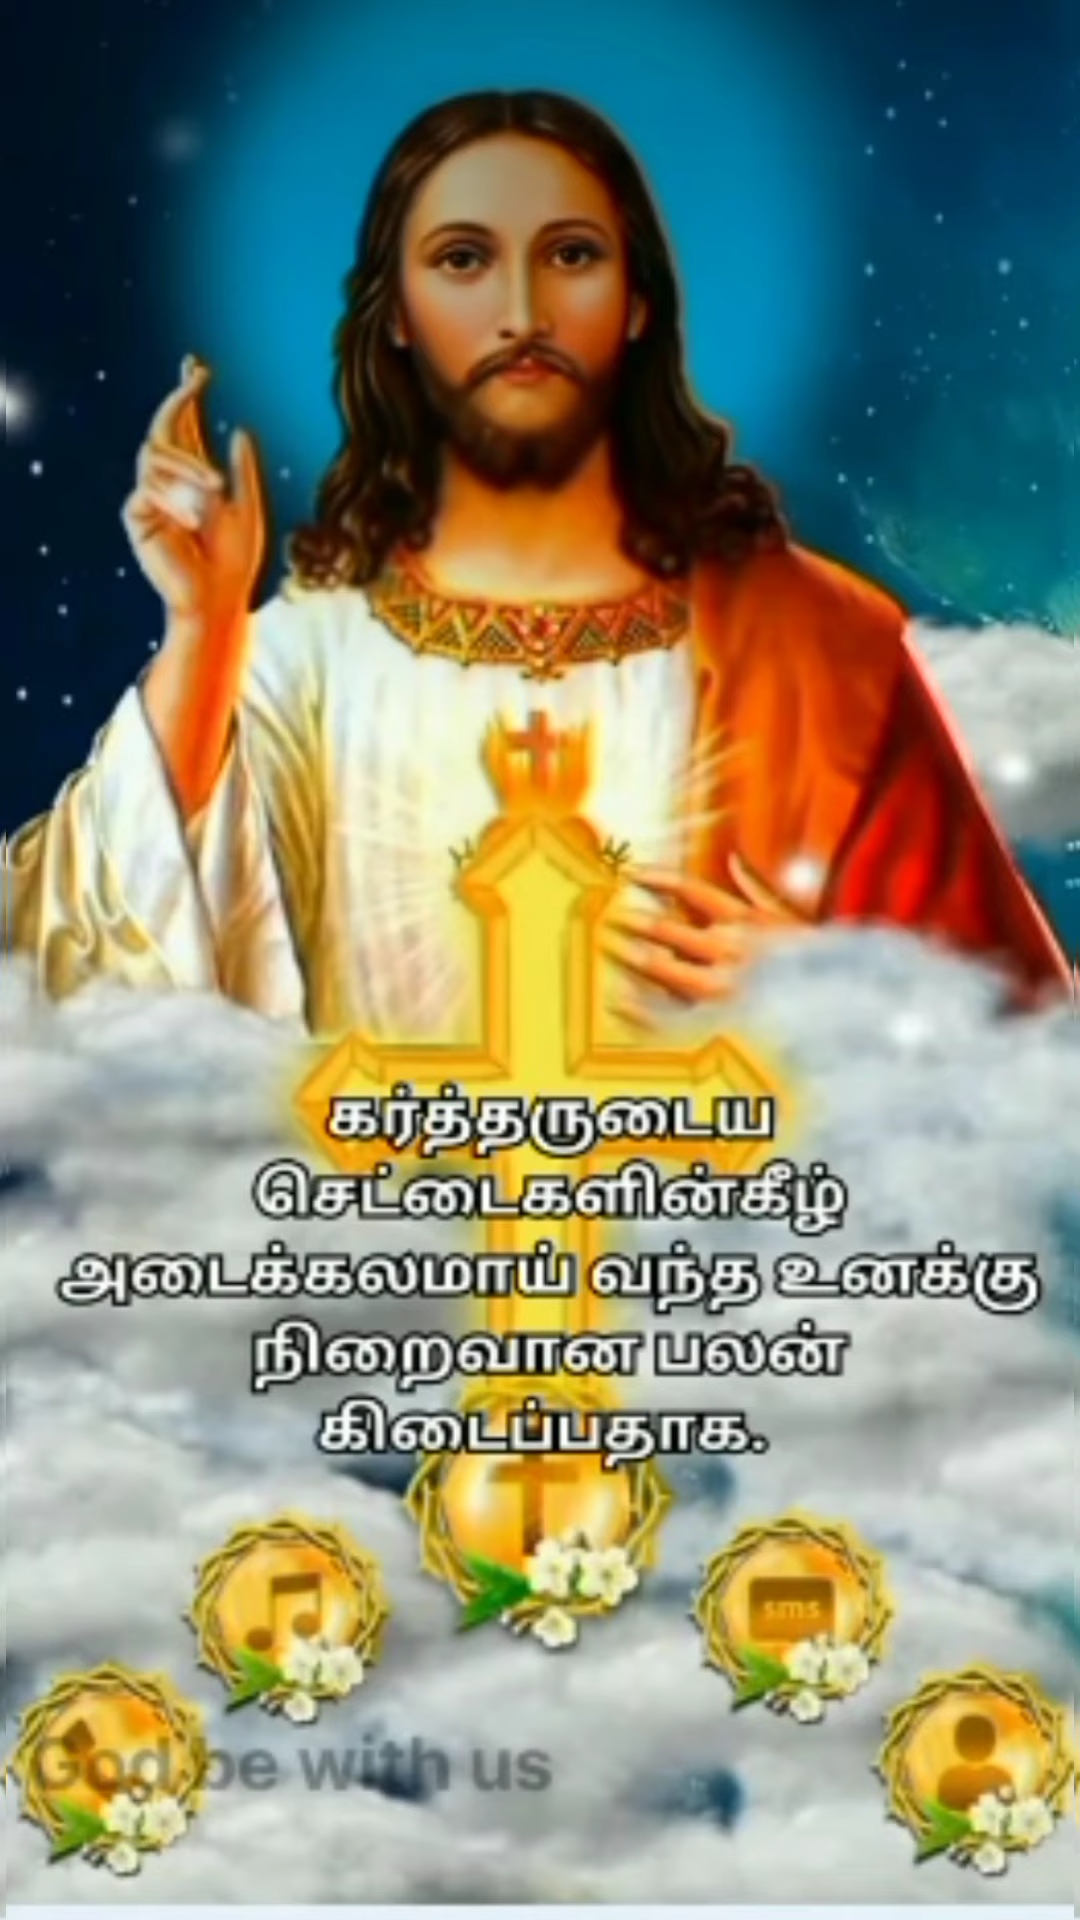 கர்த்தருடைய
செட்டைகளின்கீழ்
அடைக்கலமாய் வந்த உனக்கு
நிறைவான பலன்
கிடைப்பதாக.
sms
God be with us